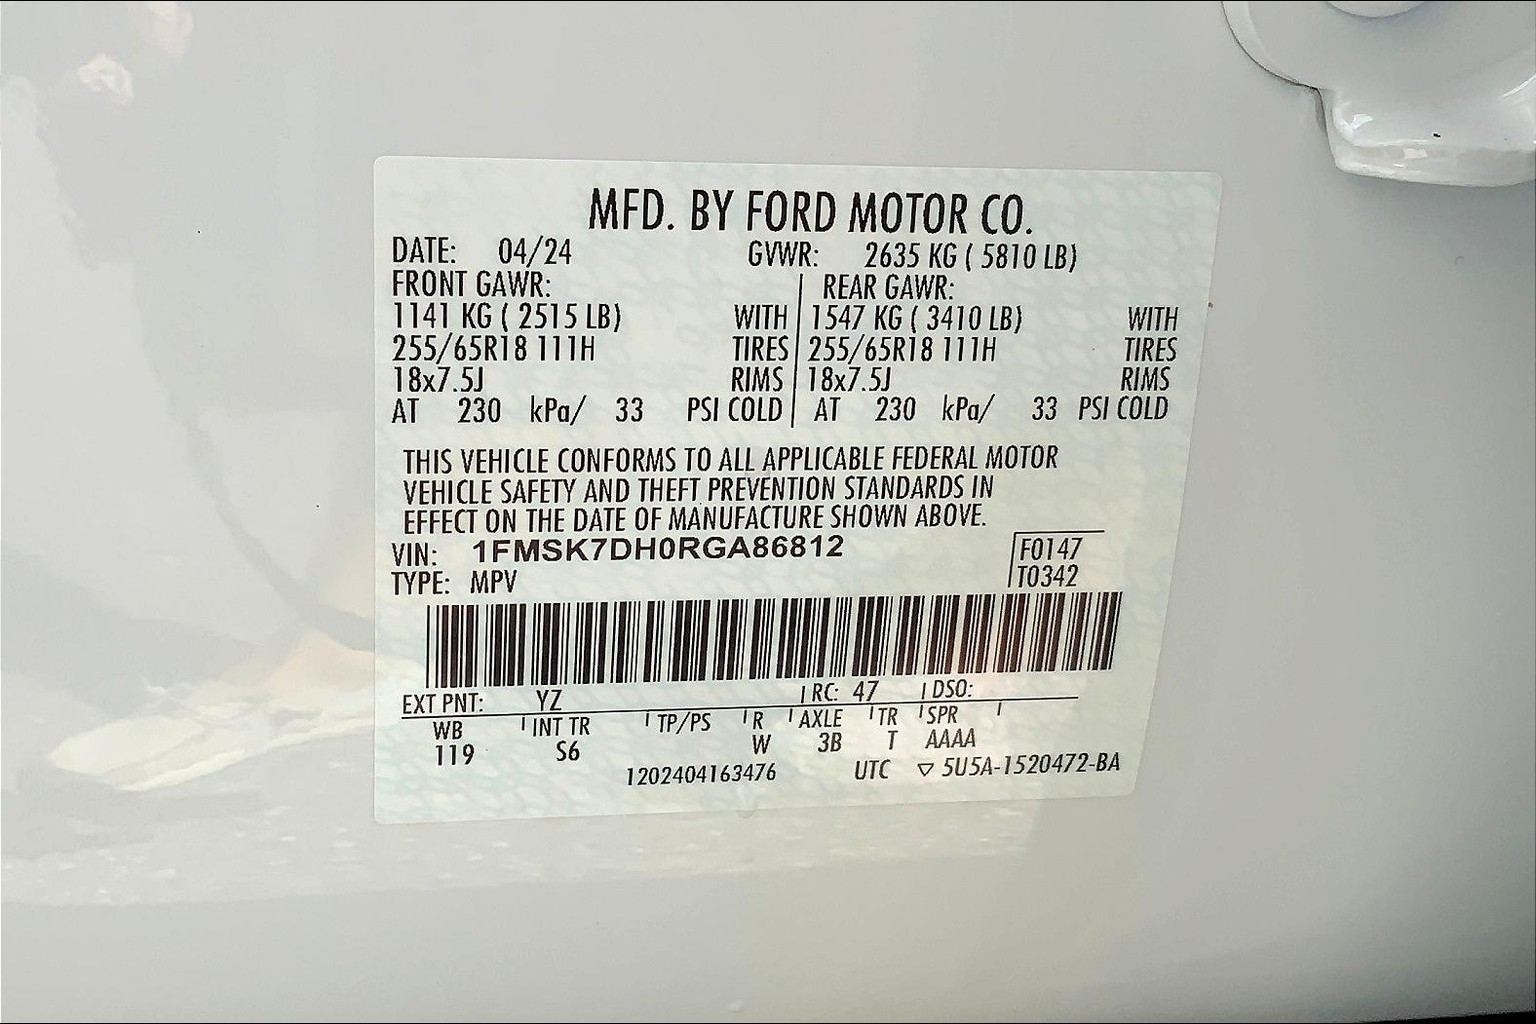 MFD. BY FORD MOTOR CO.
DATE: 04/24 GVWR: 2635 KG ( 5810 LB)
FRONT GAWR: REAR GAWR:
1141 KG ( 2515 LB) WITH 1547 KG ( 3410 LB) WITH
255/65R18 111H TIRES 255/65R18 111H TIRES
18x7.5J RIMS 18x7.5J RIMS
AT 230 kPa/ 33 PSI COLD AT 230 kPa/ 33 PSI COLD
THIS VEHICLE CONFORMS TO ALL APPLICABLE FEDERAL MOTOR
VEHICLE SAFETY AND THEFT PREVENTION STANDARDS IN
EFFECT ON THE DATE OF MANUFACTURE SHOWN ABOVE.
VIN: 1FMSK7DH0RGA86812 F0147
TYPE: MPV T0342
EXT PNT: YZ RC: 47 DSO:
WB INT TR TP/PS R AXLE TR SPR
119 S6 W 3B T AAAA
1202404163476 UTC ▽ 5U5A-1520472-BA